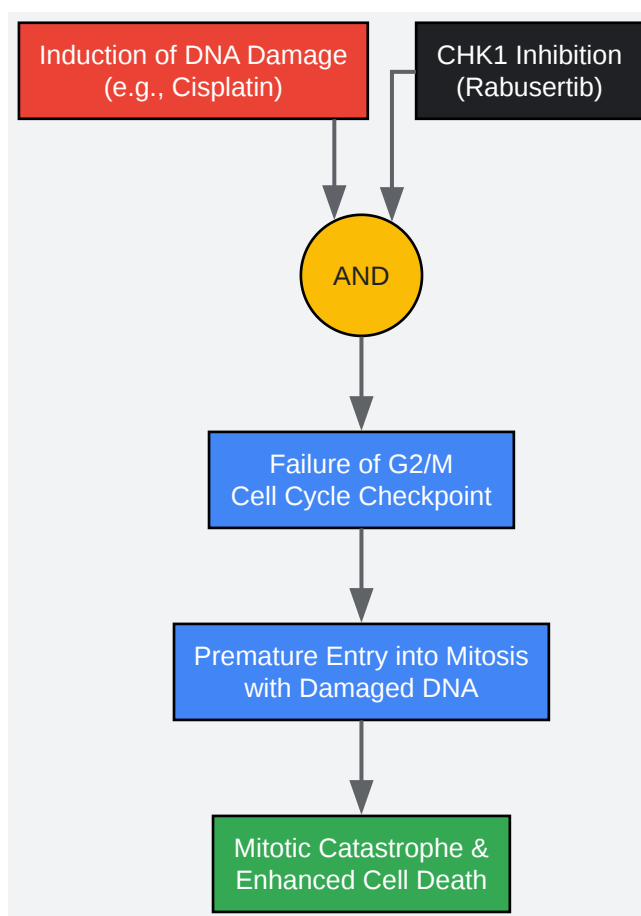 Induction of DNA Damage
(e.g., Cisplatin)
CHK1 Inhibition
(Rabusertib)
AND
Failure of G2/M
Cell Cycle Checkpoint
Premature Entry into Mitosis
with Damaged DNA
Mitotic Catastrophe &
Enhanced Cell Death